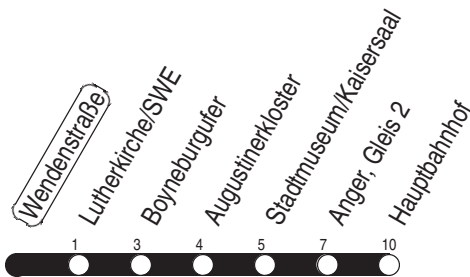 Wendenstraße
Lutherkirche/SWE
Boyneburgufer
Augustinerkloster
Stadtmuseum/Kaisersaal
Anger, Gleis 2
Hauptbahnhof
1 3 4 5 7 10